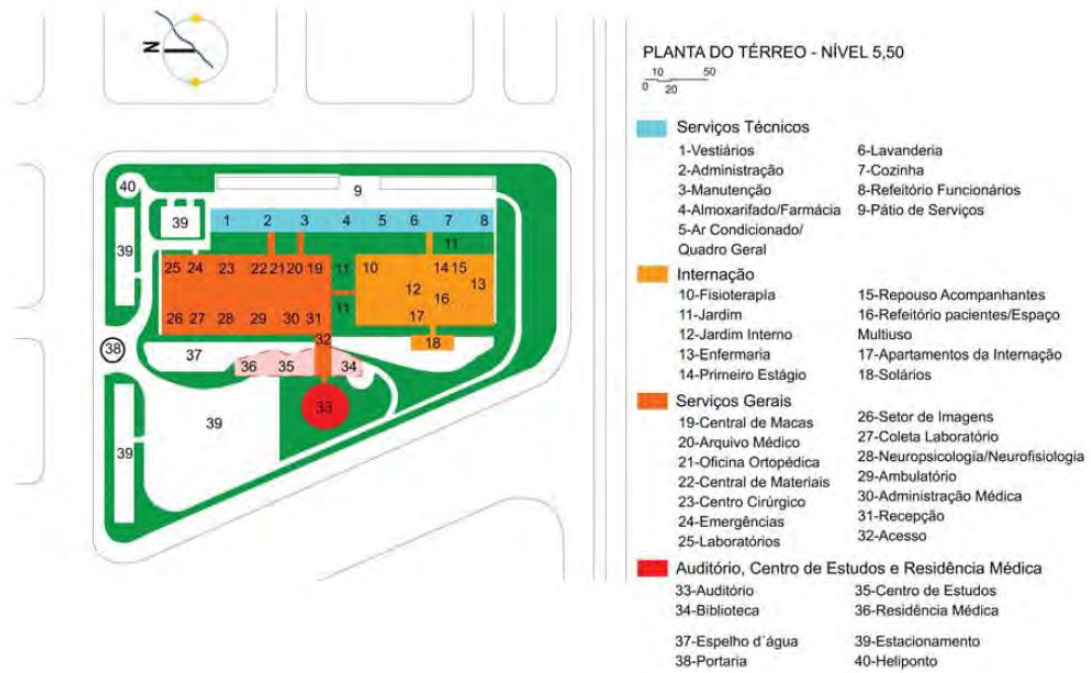 N
PLANTA DO TÉRREO - NÍVEL 5,50
10 50
0 20
Serviços Técnicos
1-Vestiários
2-Administração
3-Manutenção
4-Almoxarifado/Farmácia
5-Ar Condicionado/
Quadro Geral
6-Lavanderia
7-Cozinha
8-Refeitório Funcionários
9-Pátio de Serviços
Internação
10-Fisioterapia
11-Jardim
12-Jardim Interno
13-Enfermaria
14-Primeiro Estágio
15-Repouso Acompanhantes
16-Refeitório pacientes/Espaço
Multiuso
17-Apartamentos da Internação
18-Solários
Serviços Gerais
19-Central de Macas
20-Arquivo Médico
21-Oficina Ortopédica
22-Central de Materiais
23-Centro Cirúrgico
24-Emergências
25-Laboratórios
26-Setor de Imagens
27-Coleta Laboratório
28-Neuropsicologia/Neurofisiologia
29-Ambulatório
30-Administração Médica
31-Recepção
32-Acesso
Auditório, Centro de Estudos e Residência Médica
33-Auditório
34-Biblioteca
35-Centro de Estudos
36-Residência Médica
37-Espelho d´água
38-Portaria
39-Estacionamento
40-Heliponto
40
9
39
1 2 3 4 5 6 7 8
39
11
25 24 23 22 21 20 19 11 10 14 15
13
12
16
11
26 27 28 29 30 31 17
32
18
38
37
36 35 34
33
39
39